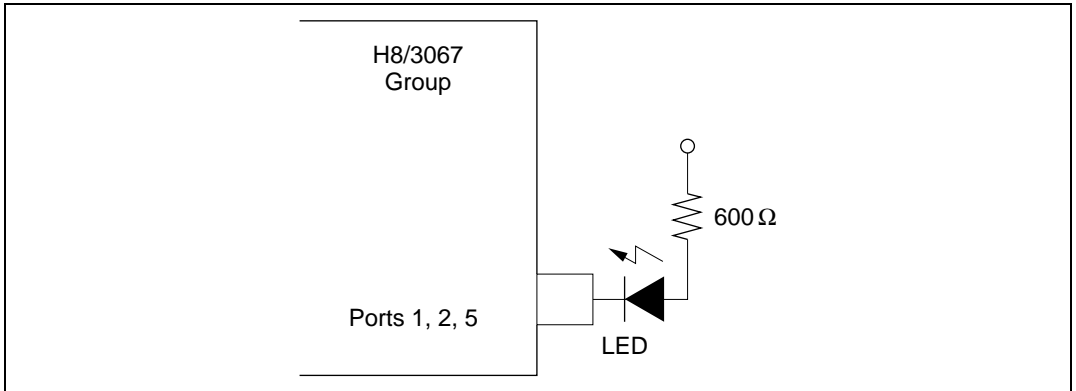 H8/3067
Group
600 Ω
Ports 1, 2, 5
LED